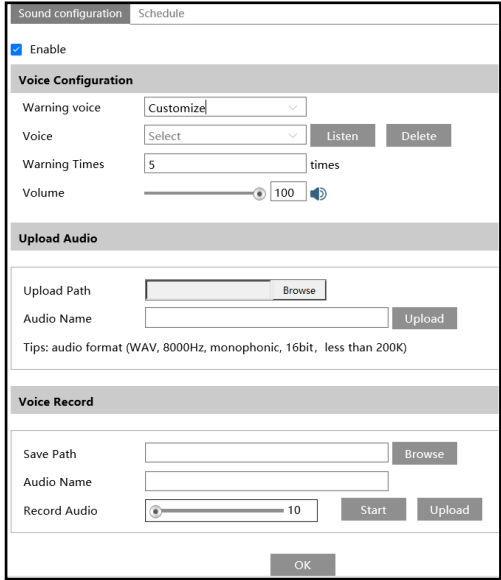 Sound configuration Schedule
Enable
Voice Configuration
Warning voice Customize
Voice Select Listen Delete
Warning Times 5 times
Volume 100
Upload Audio
Upload Path Browse
Audio Name Upload
Tips: audio format (WAV, 8000Hz, monophonic, 16bit, less than 200K)
Voice Record
Save Path Browse
Audio Name
Record Audio 10 Start Upload
OK